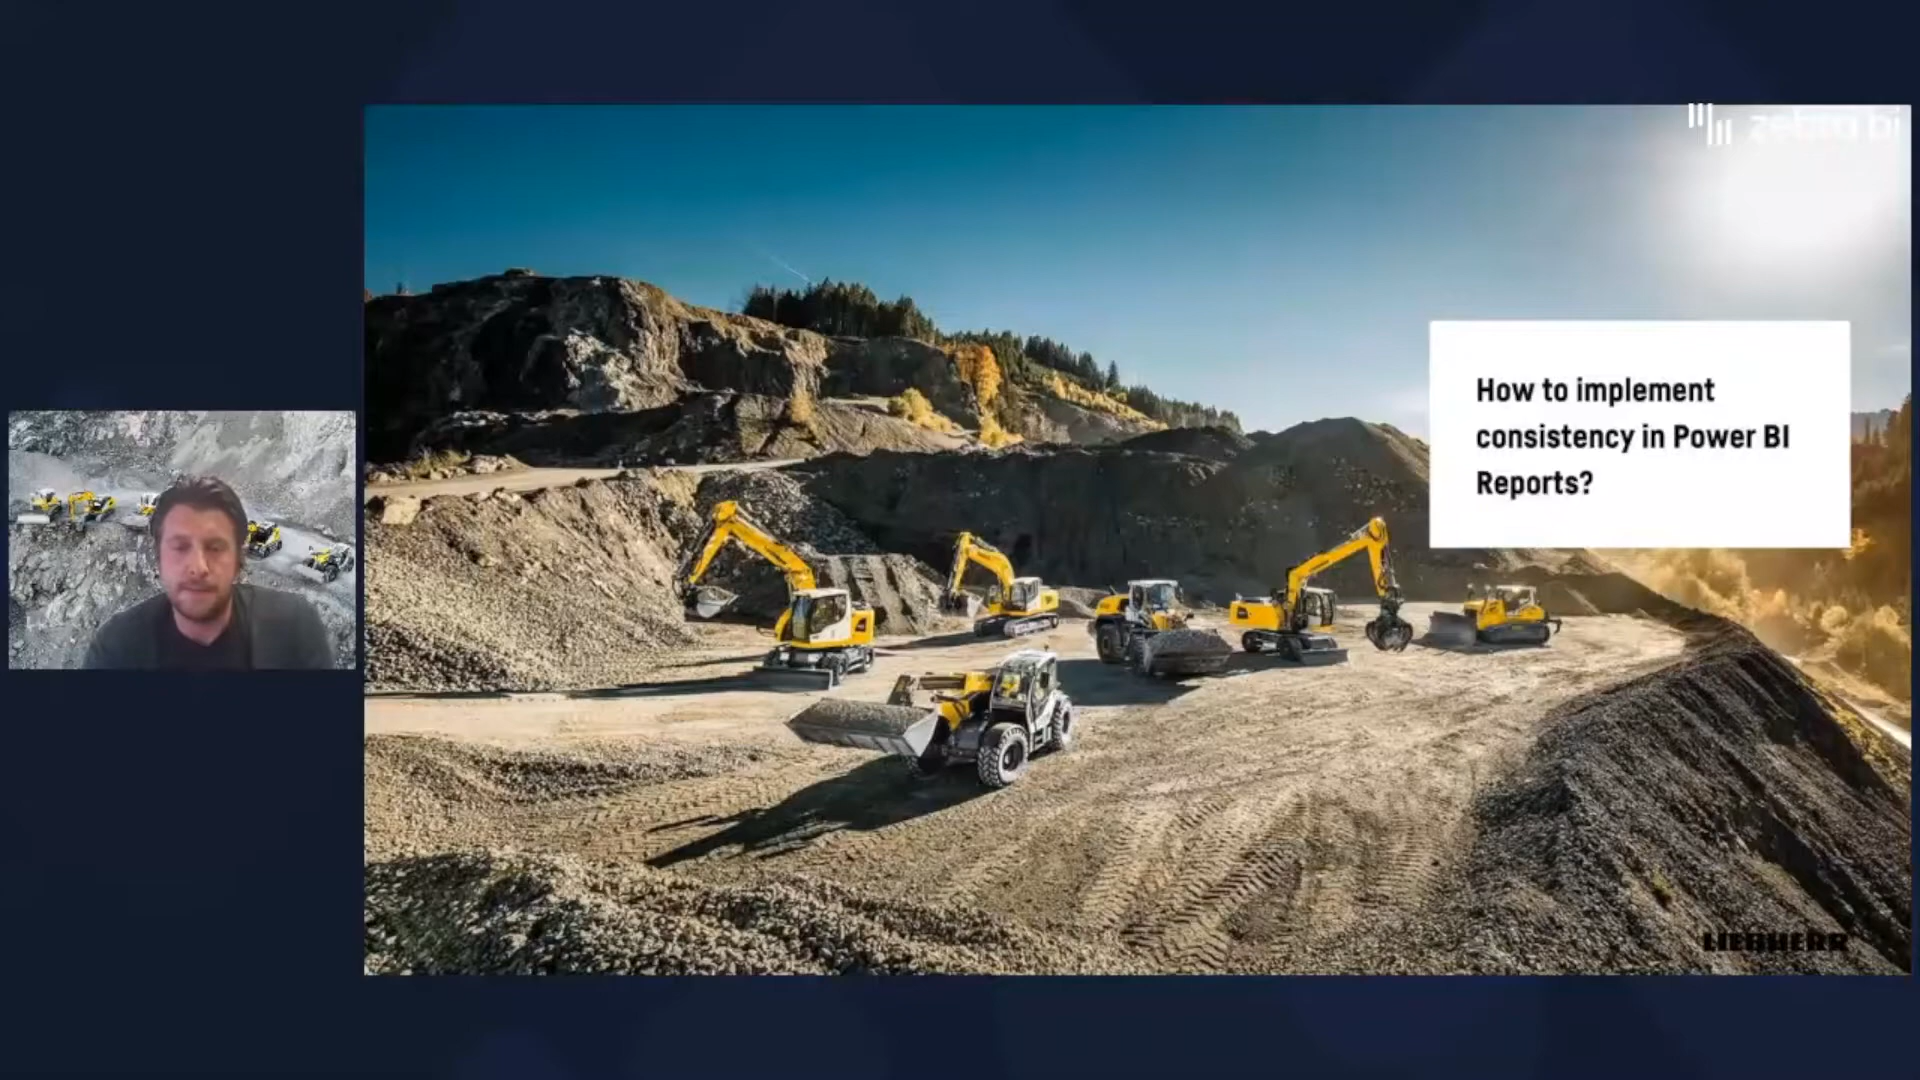 zebra bi
How to implement
consistency in Power BI
Reports?
LIEBHERR